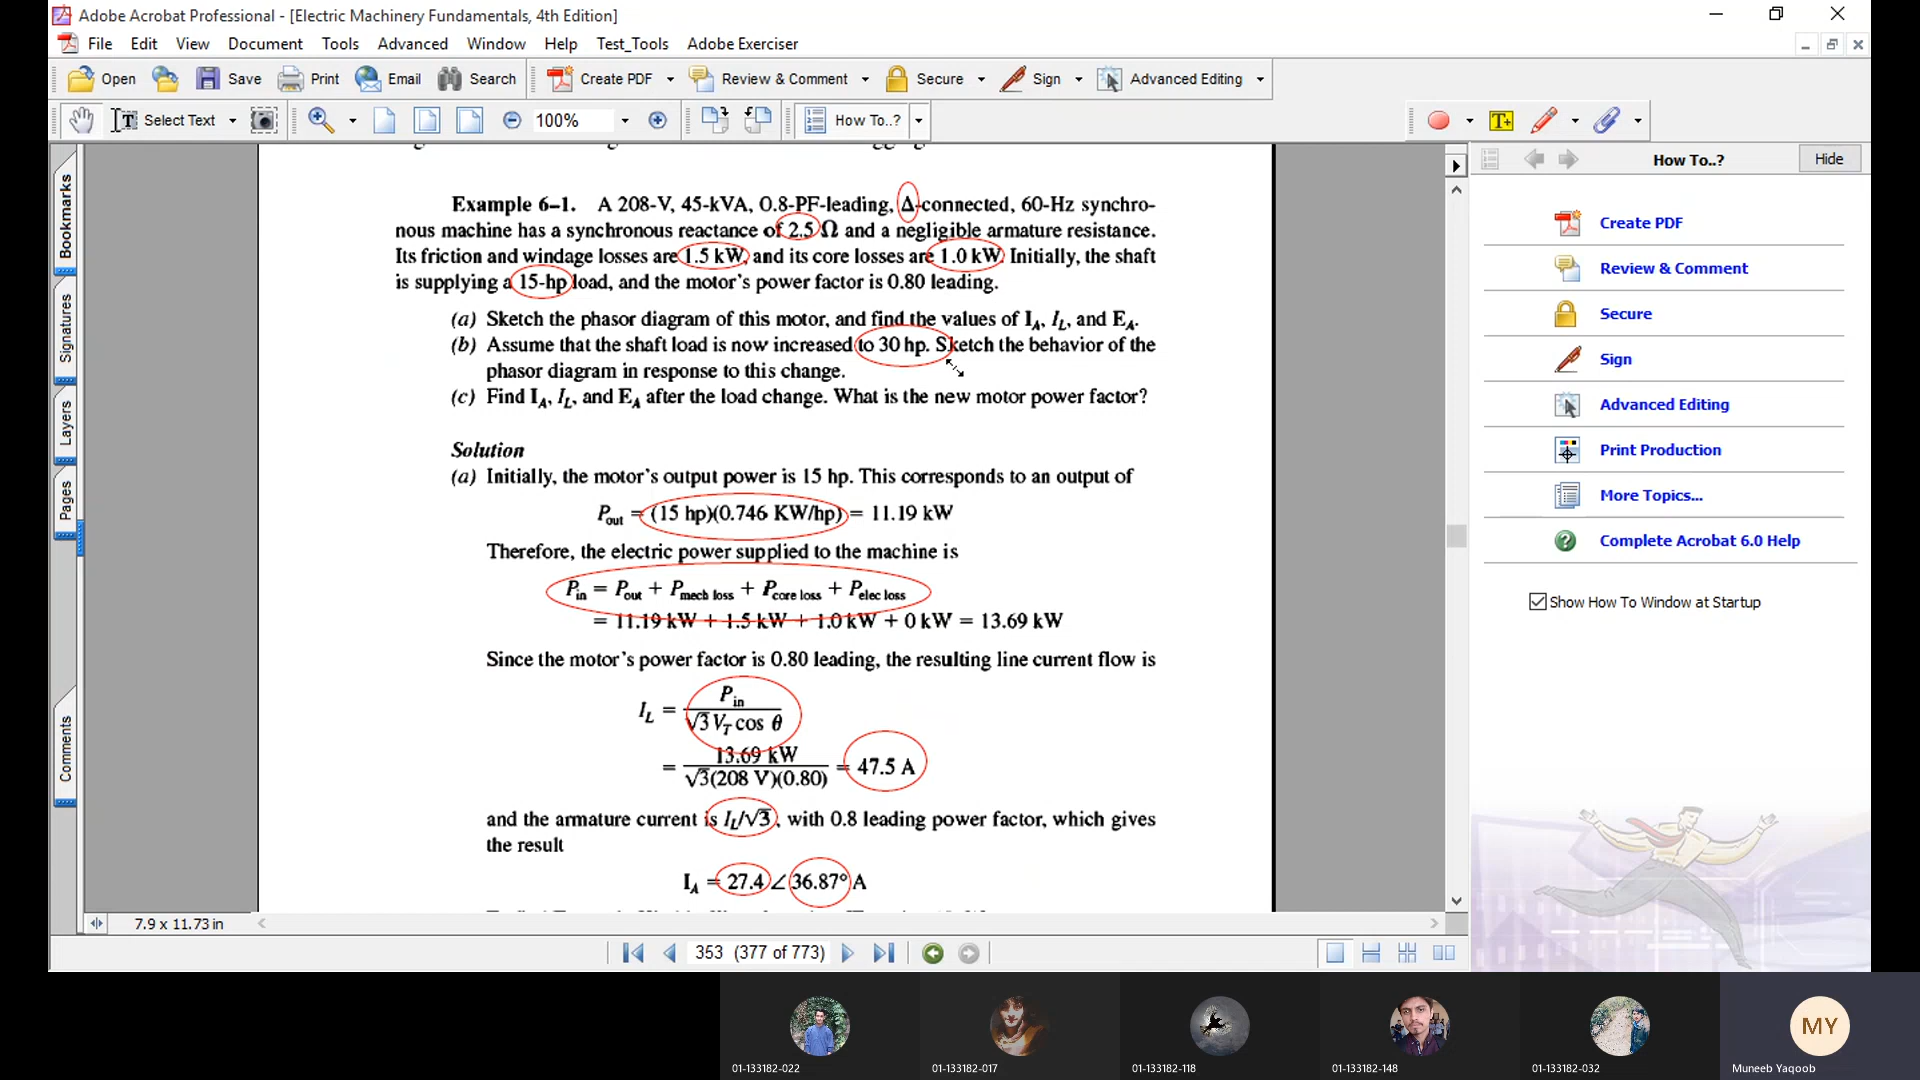 Adobe Acrobat Professional - [Electric Machinery Fundamentals, 4th Edition]
File Edit View Document Tools Advanced Window Help Test_Tools Adobe Exerciser
Open Save Print Email Search Create PDF Review & Comment Secure Sign Advanced Editing
Select Text 100% How To..?
How To..? Hide
Bookmarks
Signatures
Layers
Pages
Comments
Example 6–1. A 208-V, 45-kVA, 0.8-PF-leading, Δ-connected, 60-Hz synchro-
nous machine has a synchronous reactance of 2.5 Ω and a negligible armature resistance.
Its friction and windage losses are 1.5 kW, and its core losses are 1.0 kW. Initially, the shaft
is supplying a 15-hp load, and the motor's power factor is 0.80 leading.
(a) Sketch the phasor diagram of this motor, and find the values of I_A, I_L, and E_A.
(b) Assume that the shaft load is now increased to 30 hp. Sketch the behavior of the
phasor diagram in response to this change.
(c) Find I_A, I_L, and E_A after the load change. What is the new motor power factor?
Solution
(a) Initially, the motor's output power is 15 hp. This corresponds to an output of
P_out = (15 hp)(0.746 KW/hp) = 11.19 kW
Therefore, the electric power supplied to the machine is
P_in = P_out + P_mech loss + P_core loss + P_elec loss
= 11.19 kW + 1.5 kW + 1.0 kW + 0 kW = 13.69 kW
Since the motor's power factor is 0.80 leading, the resulting line current flow is
I_L = P_in / √3 V_T cos θ
= 13.69 kW / √3(208 V)(0.80) = 47.5 A
and the armature current is I_L/√3, with 0.8 leading power factor, which gives
the result
I_A = 27.4 ∠ 36.87° A
Create PDF
Review & Comment
Secure
Sign
Advanced Editing
Print Production
More Topics...
Complete Acrobat 6.0 Help
Show How To Window at Startup
7.9 x 11.73 in
353 (377 of 773)
MY
01-133182-022
01-133182-017
01-133182-118
01-133182-148
01-133182-032
Muneeb Yaqoob